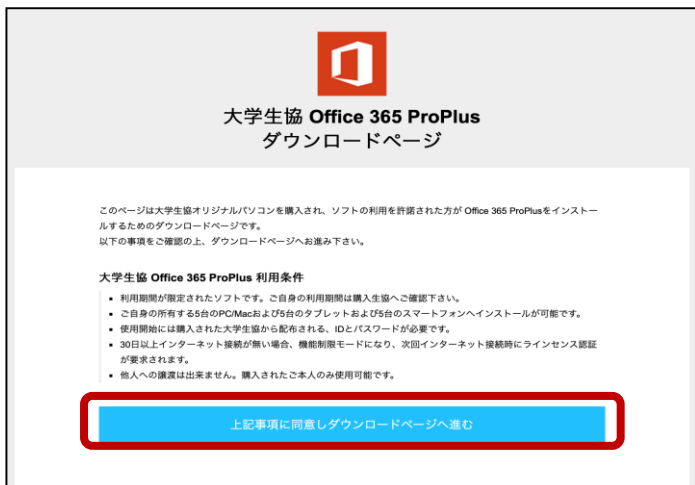 大学生協 Office 365 ProPlus
ダウンロードページ
このページは大学生協オリジナルパソコンを購入され、ソフトの利用を許諾された方が Office 365 ProPlusをインストー
ルするためのダウンロードページです。
以下の事項をご確認の上、ダウンロードページへお進み下さい。
大学生協 Office 365 ProPlus 利用条件
▪ 利用期間が限定されたソフトです。ご自身の利用期間は購入生協へご確認下さい。
▪ ご自身の所有する5台のPC/Macおよび5台のタブレットおよび5台のスマートフォンへインストールが可能です。
▪ 使用開始には購入された大学生協から配布される、IDとパスワードが必要です。
▪ 30日以上インターネット接続が無い場合、機能制限モードになり、次回インターネット接続時にラインセンス認証
が要求されます。
▪ 他人への譲渡は出来ません。購入されたご本人のみ使用可能です。
上記事項に同意しダウンロードページへ進む